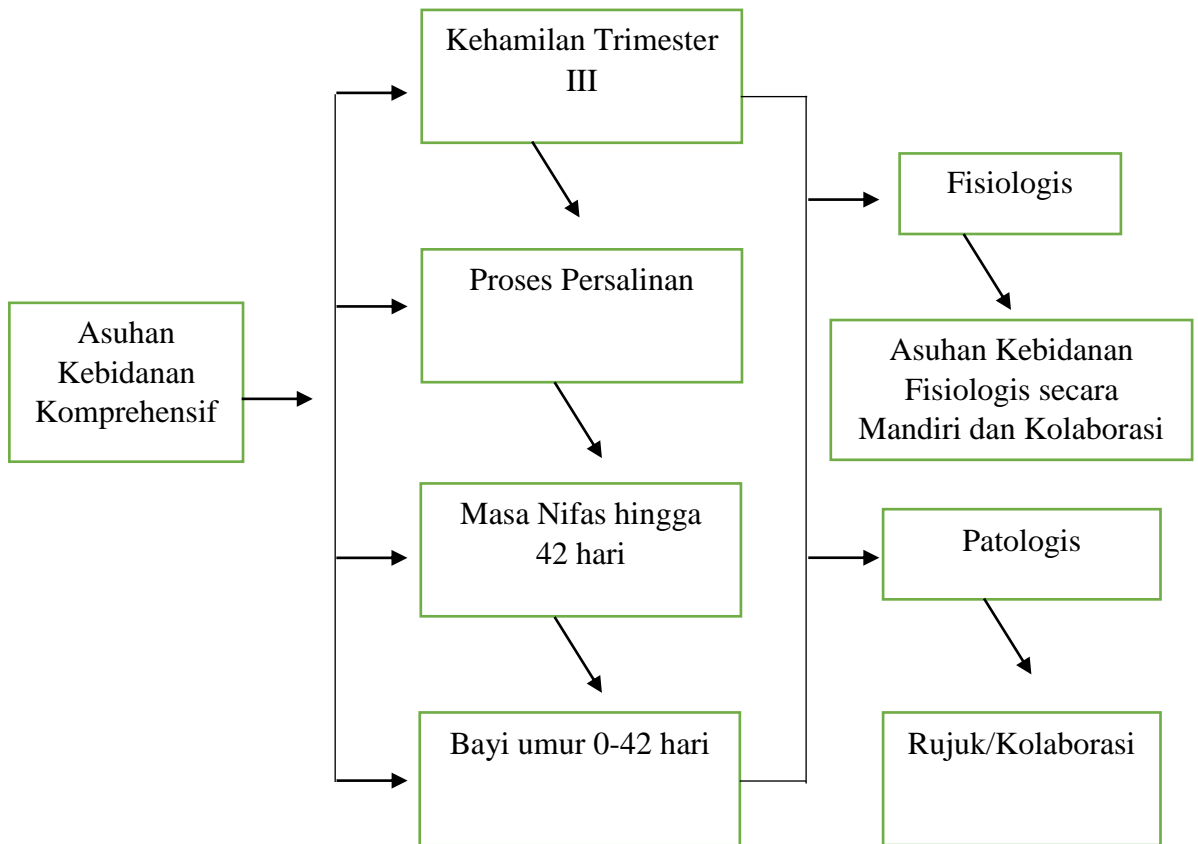 Asuhan
Kebidanan
Komprehensif
Kehamilan Trimester
III
Proses Persalinan
Masa Nifas hingga
42 hari
Bayi umur 0-42 hari
Fisiologis
Asuhan Kebidanan
Fisiologis secara
Mandiri dan Kolaborasi
Patologis
Rujuk/Kolaborasi